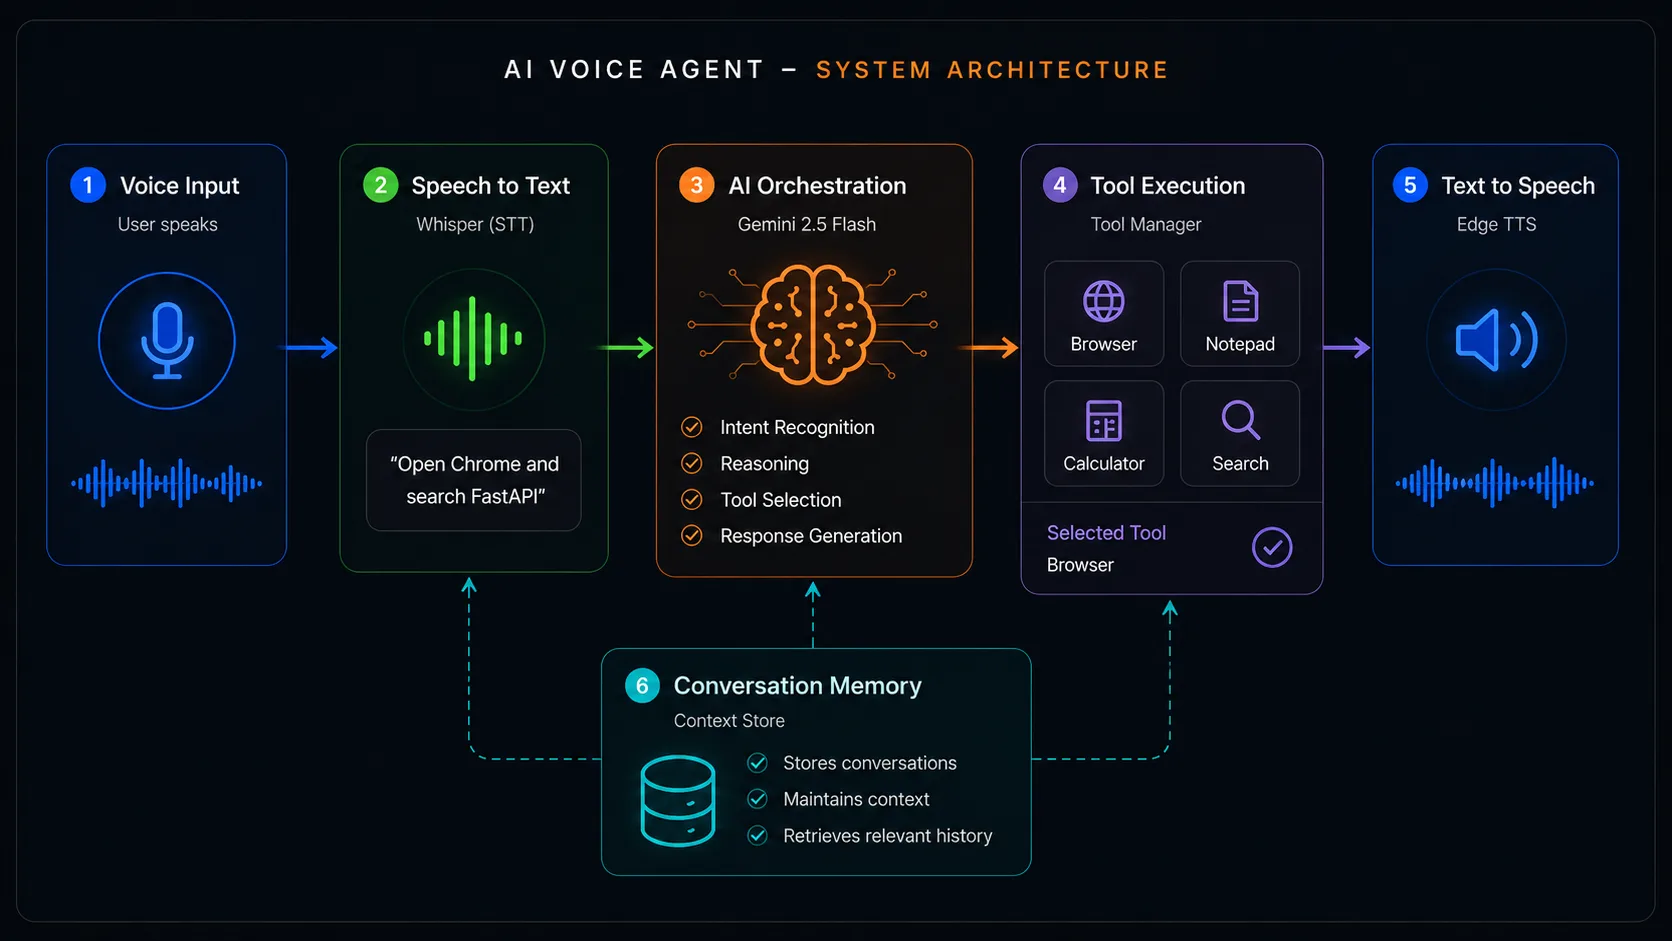 AI VOICE AGENT – SYSTEM ARCHITECTURE
1 Voice Input
User speaks
2 Speech to Text
Whisper (STT)
"Open Chrome and
search FastAPI"
3 AI Orchestration
Gemini 2.5 Flash
Intent Recognition
Reasoning
Tool Selection
Response Generation
4 Tool Execution
Tool Manager
Browser
Notepad
Calculator
Search
Selected Tool
Browser
5 Text to Speech
Edge TTS
6 Conversation Memory
Context Store
Stores conversations
Maintains context
Retrieves relevant history